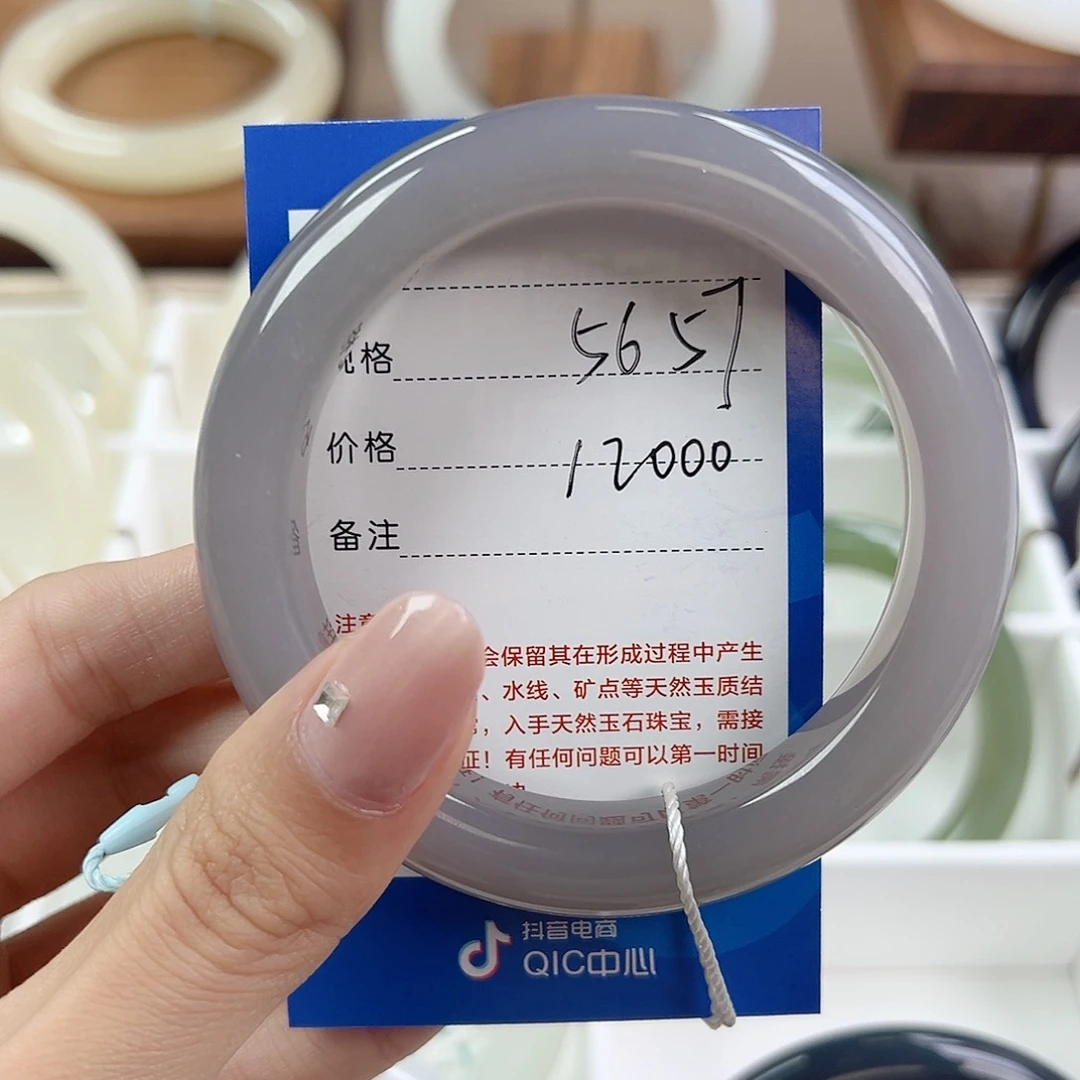 规格 5657
价格 12000
备注
注意
会保留其在形成过程中产生
、水线、矿点等天然玉质结
，入手天然玉石珠宝，需接
证！有任何问题可以第一时间
抖音电商
QIC中心